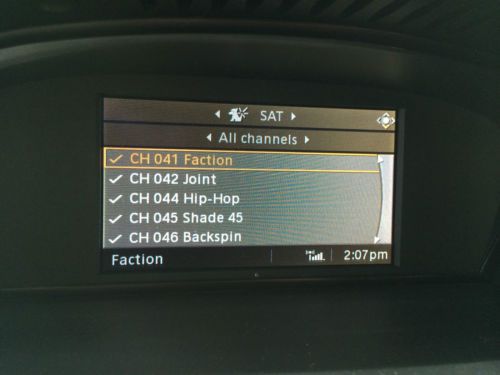 SAT
All channels
CH 041 Faction
CH 042 Joint
CH 044 Hip-Hop
CH 045 Shade 45
CH 046 Backspin
Faction 2:07pm